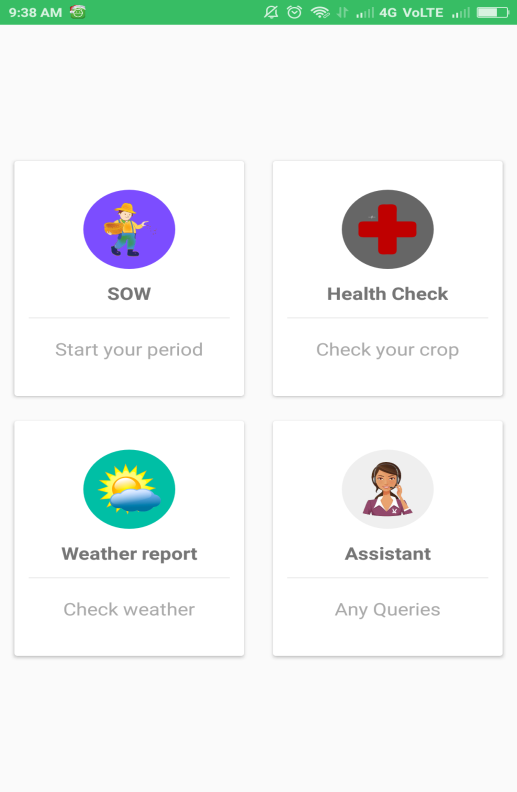 9:38 AM 4G VoLTE
SOW
Start your period
Health Check
Check your crop
Weather report
Check weather
Assistant
Any Queries